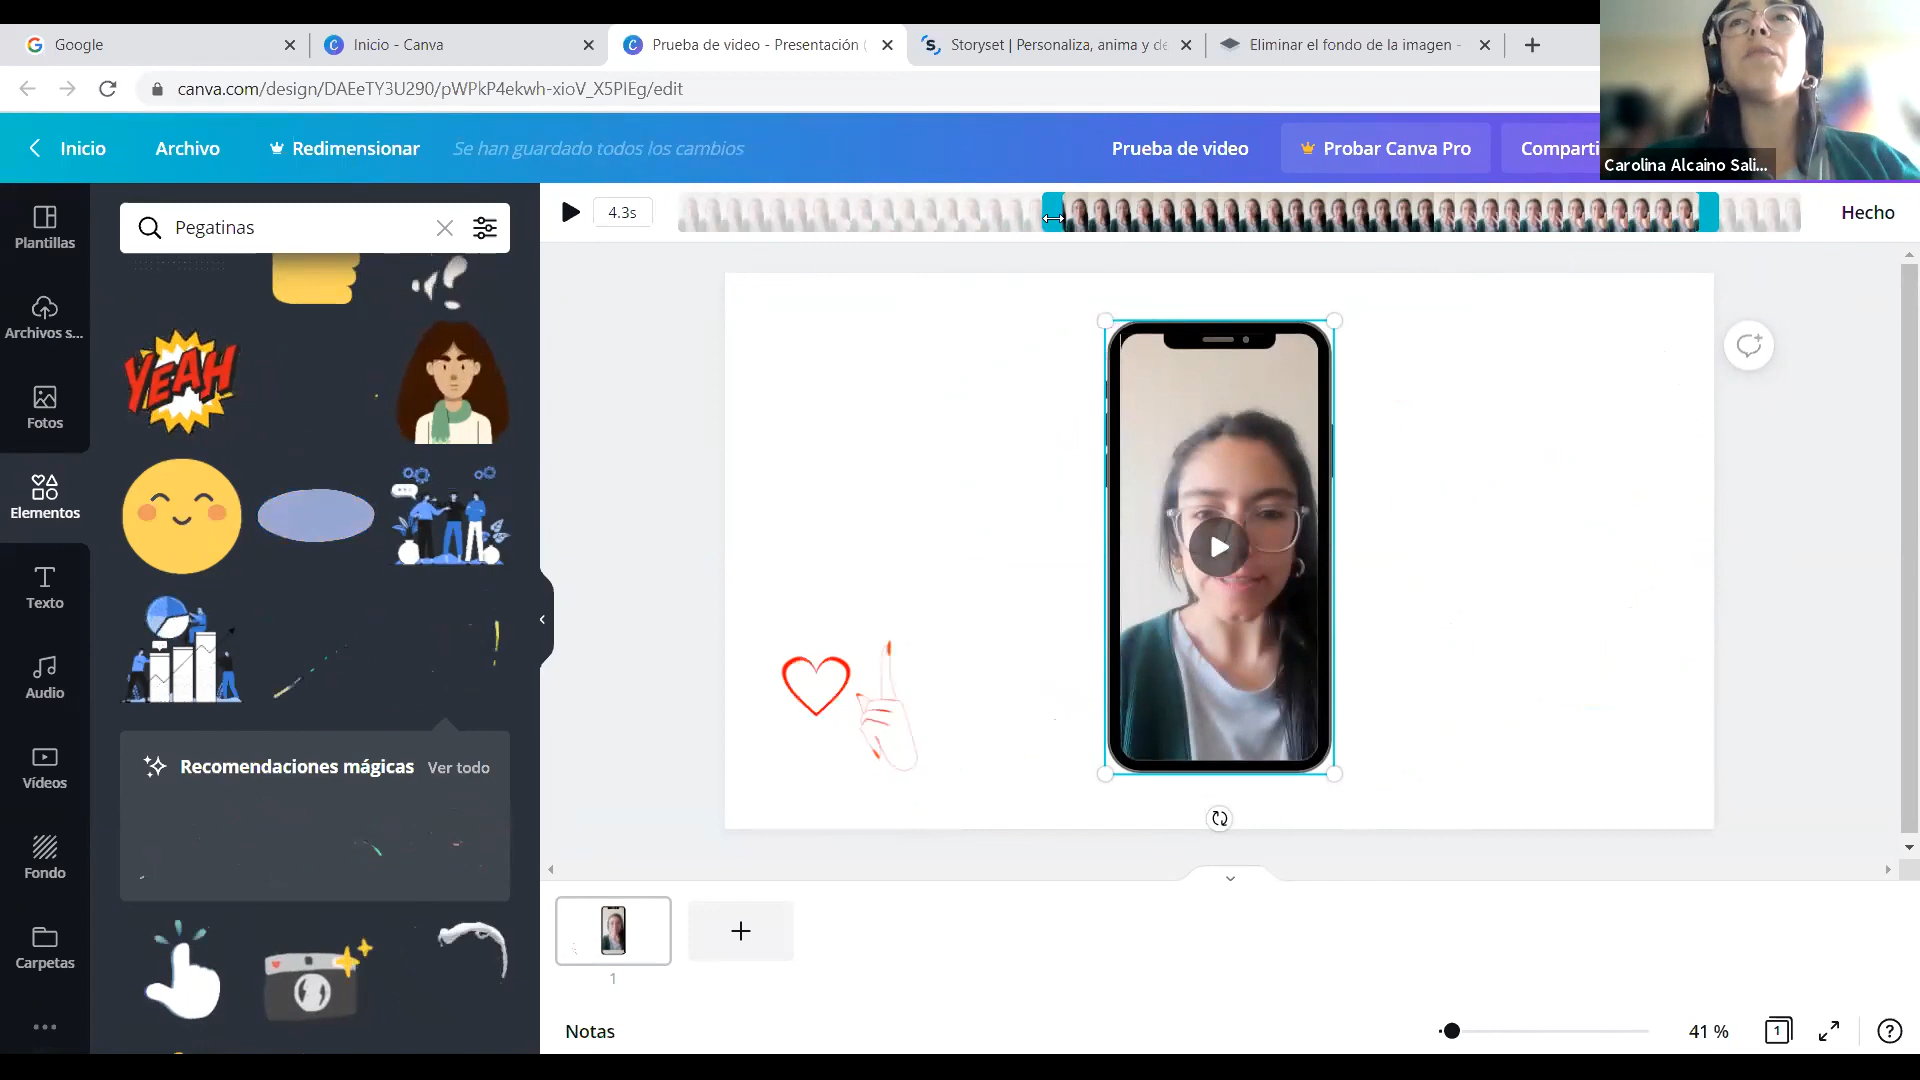 Google
Inicio - Canva
Prueba de video - Presentación
Storyset | Personaliza, anima y de
Eliminar el fondo de la imagen -
canva.com/design/DAEeTY3U290/pWPkP4ekwh-xioV_X5PIEg/edit
Inicio
Archivo
Redimensionar
Se han guardado todos los cambios
Prueba de video
Probar Canva Pro
Comparti
Carolina Alcaino Sali...
Plantillas
Archivos s...
Fotos
Elementos
Texto
Audio
Vídeos
Fondo
Carpetas
Pegatinas
YEAH
Recomendaciones mágicas
Ver todo
4.3s
Hecho
1
Notas
41 %
1